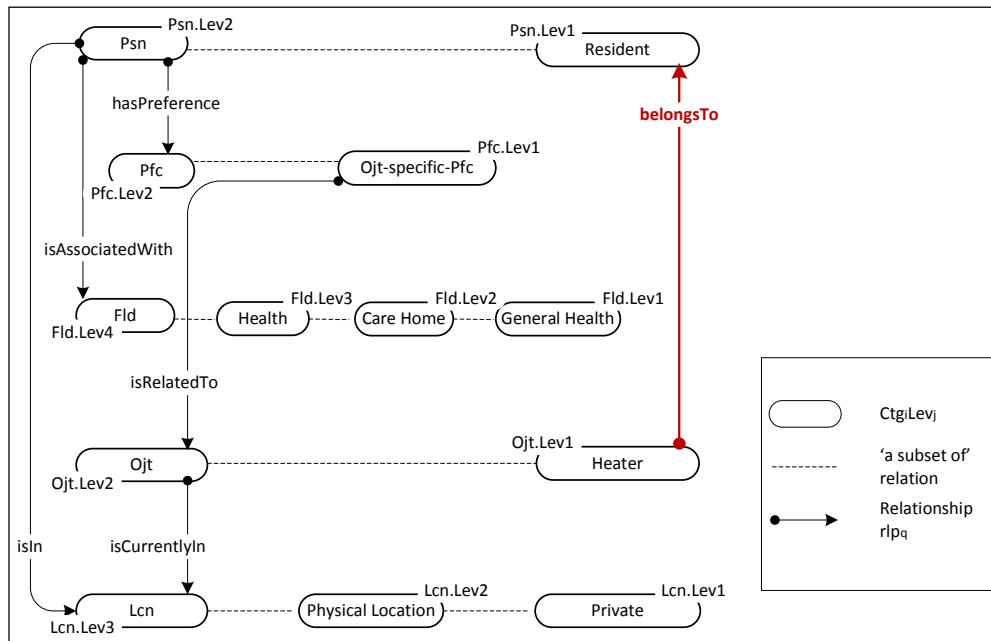 Psn.Lev2
Psn
Psn.Lev1
Resident
hasPreference
belongsTo
Pfc.Lev1
Pfc
Ojt-specific-Pfc
Pfc.Lev2
isAssociatedWith
Fld.Lev3
Fld.Lev2
Fld.Lev1
Fld
Health
Care Home
General Health
Fld.Lev4
isRelatedTo
CtgiLevj
Ojt.Lev1
Ojt
Heater
Ojt.Lev2
‘a subset of’
relation
Relationship
rlpq
isIn
isCurrentlyIn
Lcn.Lev2
Lcn.Lev1
Lcn
Physical Location
Private
Lcn.Lev3